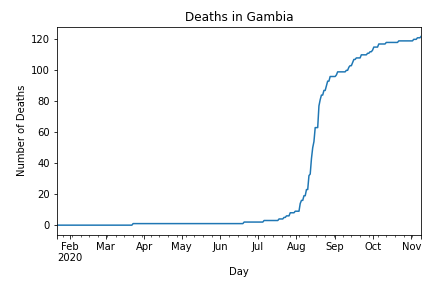 Deaths in Gambia
120
100
80
60
40
20
0
Number of Deaths
Feb Mar Apr May Jun Jul Aug Sep Oct Nov
2020
Day